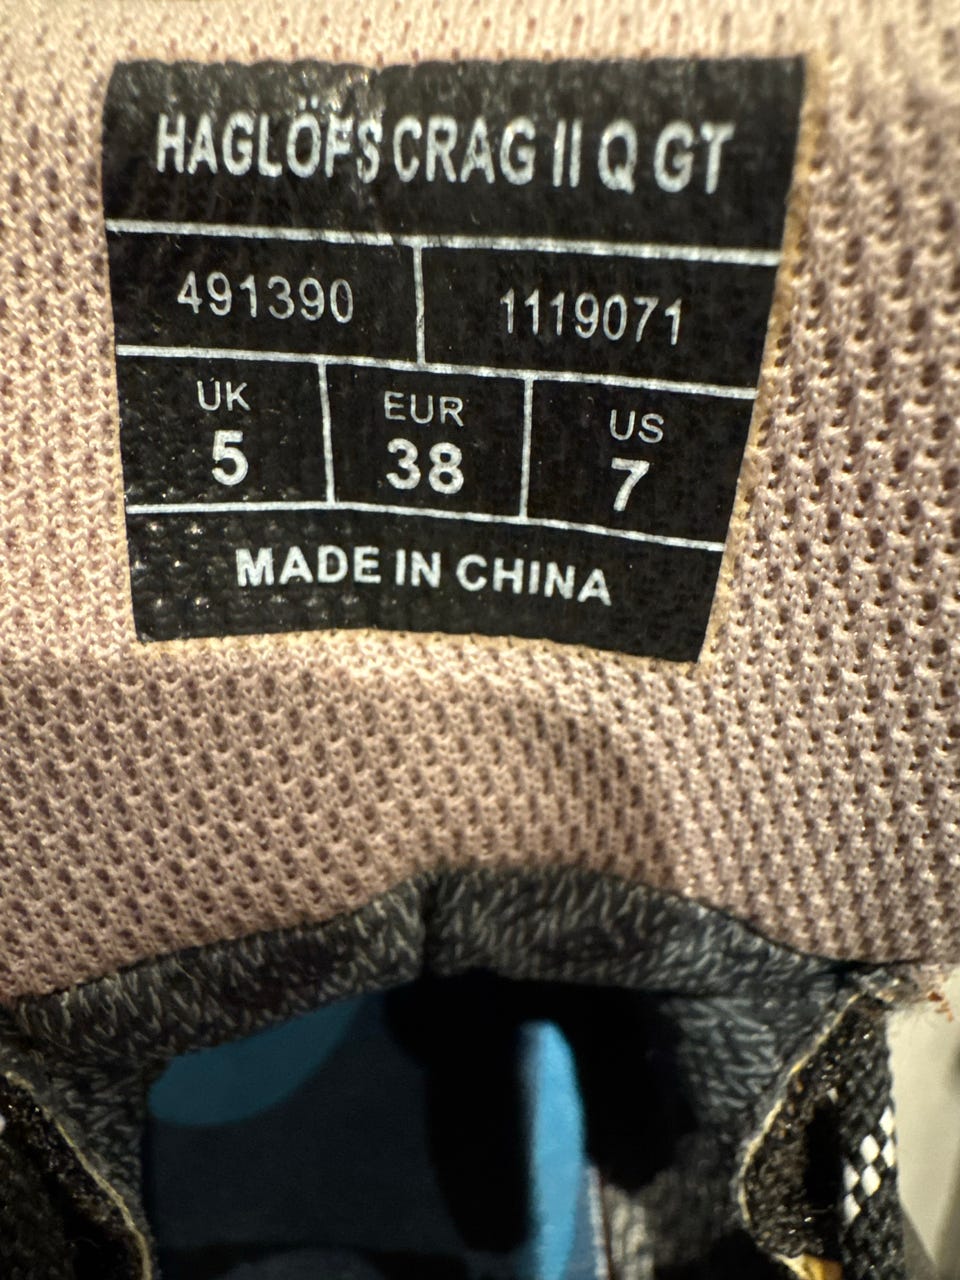 HAGLÖFS CRAG II Q GT
491390 1119071
UK EUR US
5 38 7
MADE IN CHINA